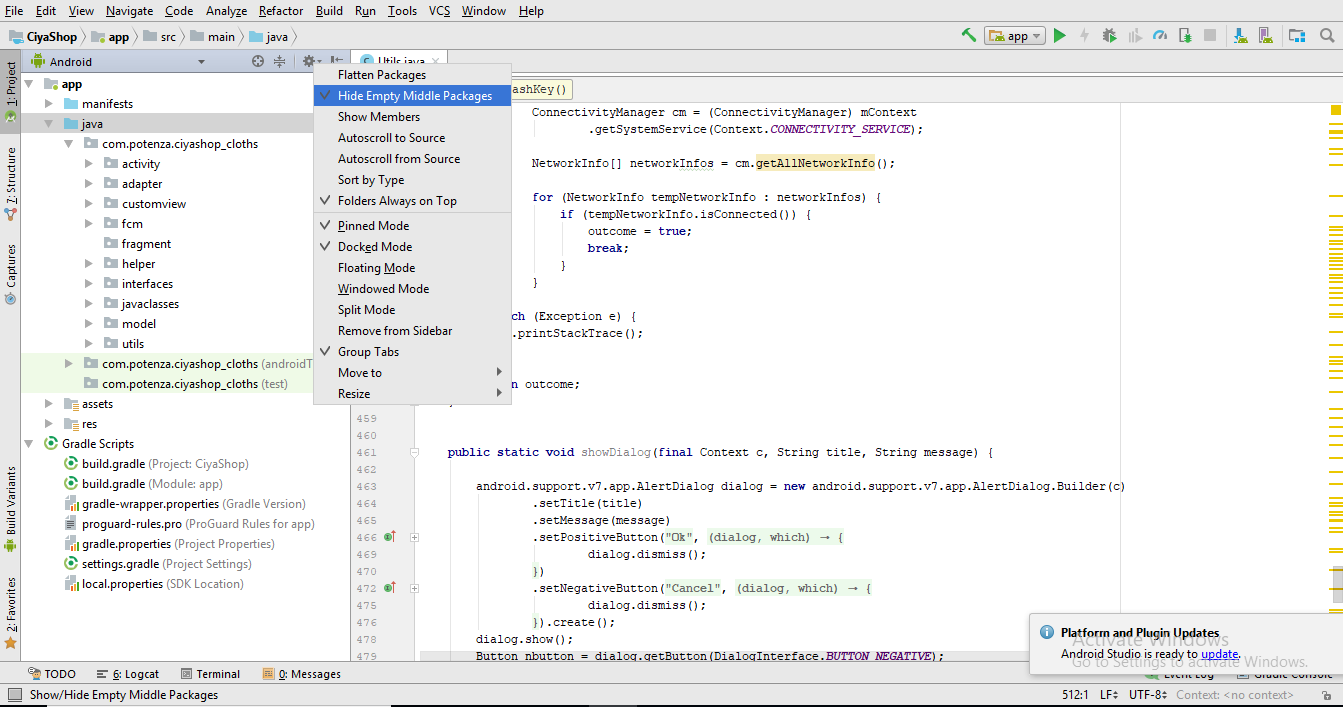 File Edit View Navigate Code Analyze Refactor Build Run Tools VCS Window Help
CiyaShop app src main java app
Android Utils.java
1: Project
Z: Structure
Captures
Build Variants
2: Favorites
app
manifests
java
com.potenza.ciyashop_cloths
activity
adapter
customview
fcm
fragment
helper
interfaces
javaclasses
model
utils
com.potenza.ciyashop_cloths (androidT
com.potenza.ciyashop_cloths (test)
assets
res
Gradle Scripts
build.gradle (Project: CiyaShop)
build.gradle (Module: app)
gradle-wrapper.properties (Gradle Version)
proguard-rules.pro (ProGuard Rules for app)
gradle.properties (Project Properties)
settings.gradle (Project Settings)
local.properties (SDK Location)
Flatten Packages
Hide Empty Middle Packages
Show Members
Autoscroll to Source
Autoscroll from Source
Sort by Type
Folders Always on Top
Pinned Mode
Docked Mode
Floating Mode
Windowed Mode
Split Mode
Remove from Sidebar
Group Tabs
Move to
Resize
ashKey()
ConnectivityManager cm = (ConnectivityManager) mContext
.getSystemService(Context.CONNECTIVITY_SERVICE);
NetworkInfo[] networkInfos = cm.getAllNetworkInfo();
for (NetworkInfo tempNetworkInfo : networkInfos) {
if (tempNetworkInfo.isConnected()) {
outcome = true;
break;
}
}
ch (Exception e) {
.printStackTrace();
n outcome;
459
460
461 public static void showDialog(final Context c, String title, String message) {
462
463 android.support.v7.app.AlertDialog dialog = new android.support.v7.app.AlertDialog.Builder(c)
464 .setTitle(title)
465 .setMessage(message)
466 .setPositiveButton("Ok", (dialog, which) → {
469 dialog.dismiss();
470 })
472 .setNegativeButton("Cancel", (dialog, which) → {
475 dialog.dismiss();
476 }).create();
478 dialog.show();
479 Button nbutton = dialog.getButton(DialogInterface.BUTTON_NEGATIVE);
Platform and Plugin Updates
Android Studio is ready to update.
Activate Windows
Go to Settings to activate Windows.
TODO 6: Logcat Terminal 0: Messages Event Log Gradle Console
Show/Hide Empty Middle Packages 512:1 LF UTF-8 Context: <no context>